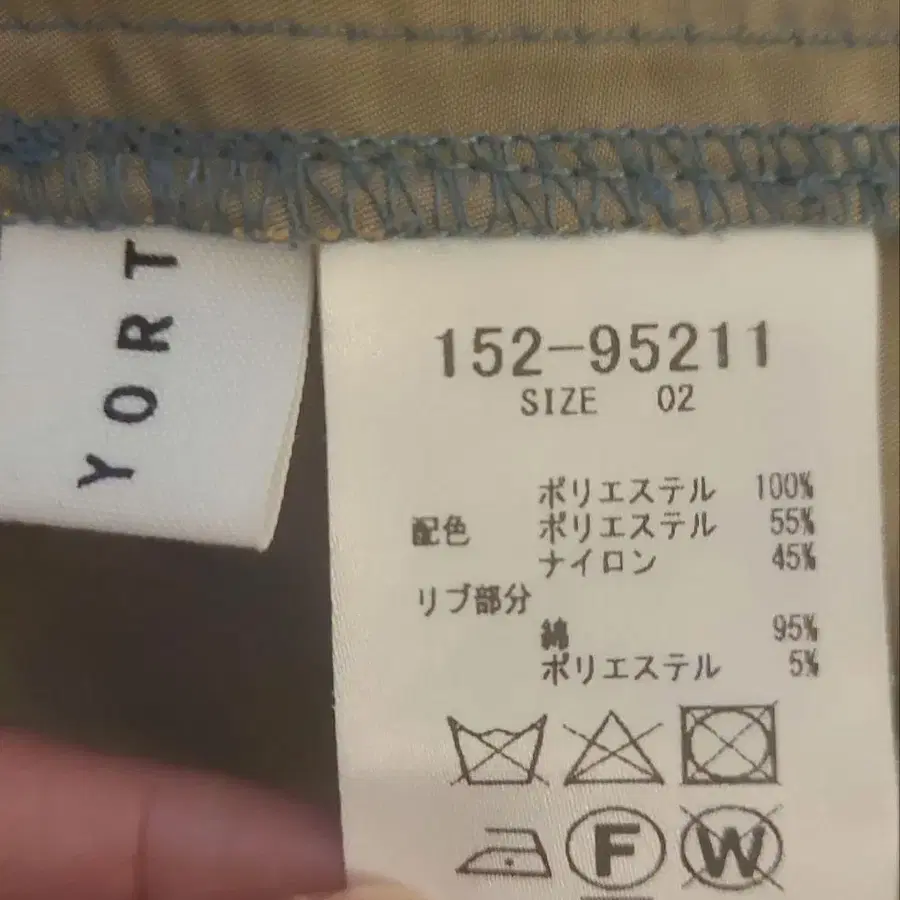 YORT
152-95211
SIZE 02
ポリエステル 100%
配色 ポリエステル 55%
ナイロン 45%
リブ部分
綿 95%
ポリエステル 5%
F W